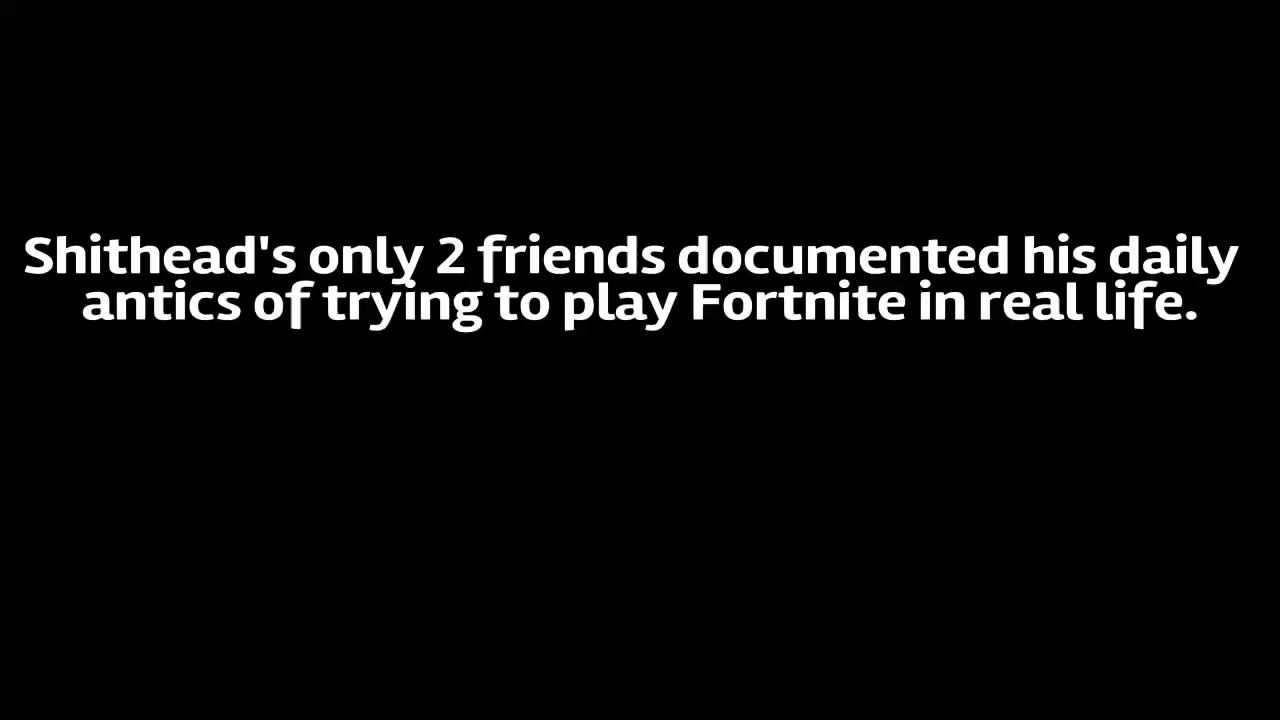 Shithead's only 2 friends documented his daily
antics of trying to play Fortnite in real life.